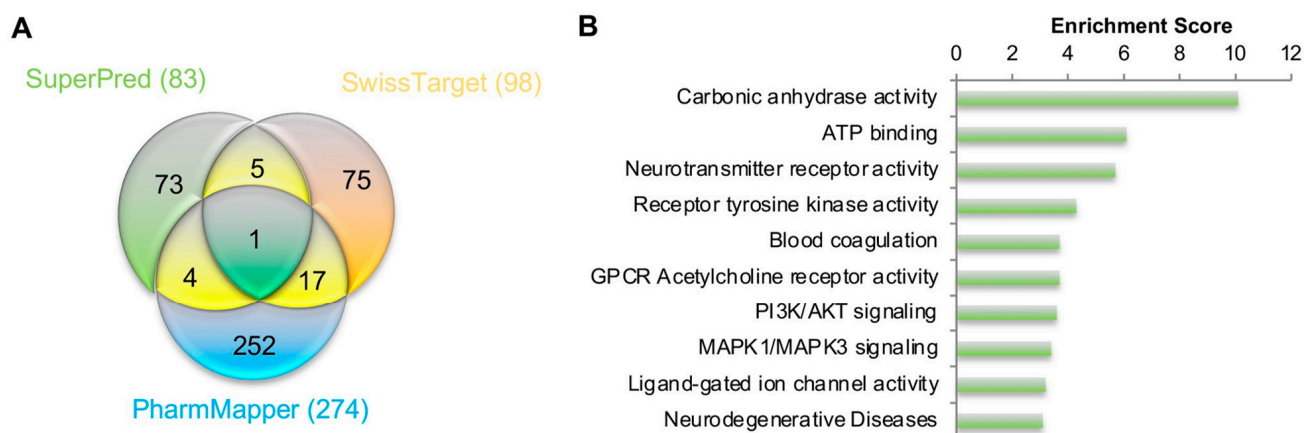 A
SuperPred (83)
SwissTarget (98)
73
5
75
1
4
17
252
PharmMapper (274)
B
Enrichment Score
0 2 4 6 8 10 12
Carbonic anhydrase activity
ATP binding
Neurotransmitter receptor activity
Receptor tyrosine kinase activity
Blood coagulation
GPCR Acetylcholine receptor activity
PI3K/AKT signaling
MAPK1/MAPK3 signaling
Ligand-gated ion channel activity
Neurodegenerative Diseases